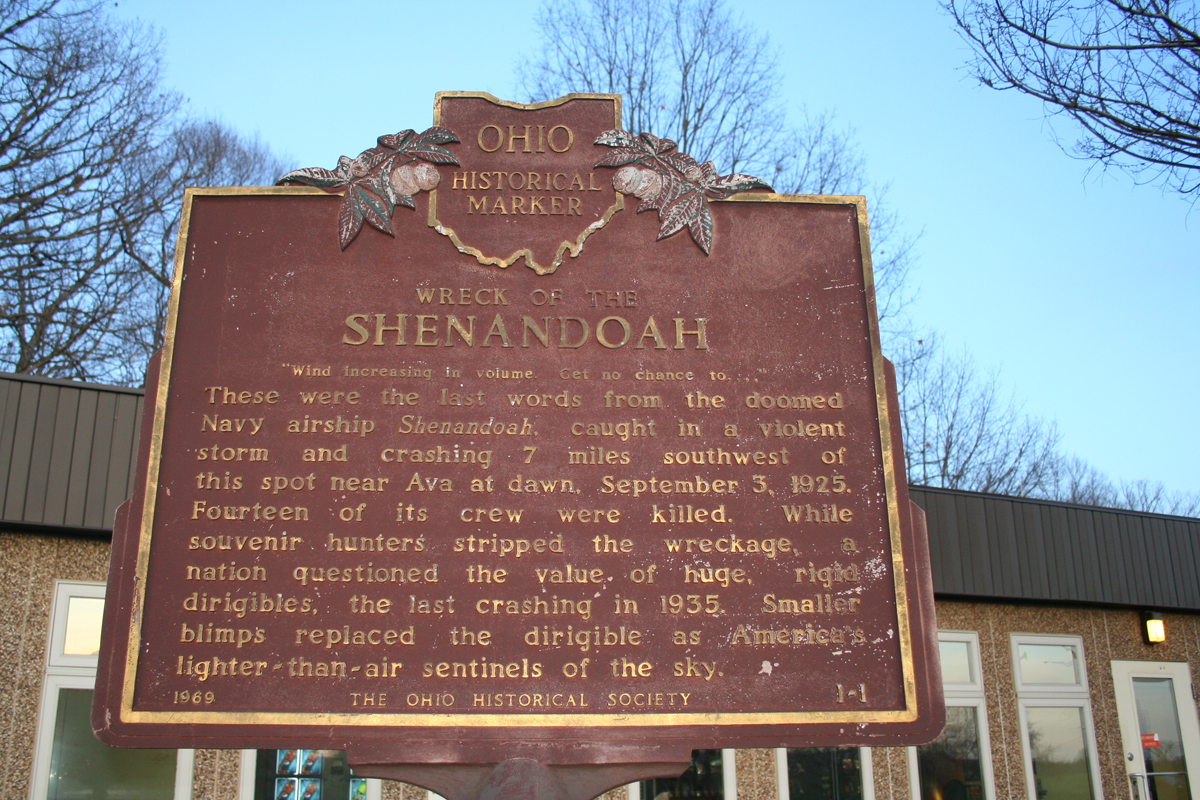 OHIO
HISTORICAL
MARKER
WRECK OF THE
SHENANDOAH
"Wind increasing in volume. Get no chance to...."
These were the last words from the doomed
Navy airship Shenandoah, caught in a violent
storm and crashing 7 miles southwest of
this spot near Ava at dawn, September 3, 1925.
Fourteen of its crew were killed. While
souvenir hunters stripped the wreckage, a
nation questioned the value of huge, rigid
dirigibles, the last crashing in 1935. Smaller
blimps replaced the dirigible as America's
lighter-than-air sentinels of the sky.
1969 THE OHIO HISTORICAL SOCIETY 1-1